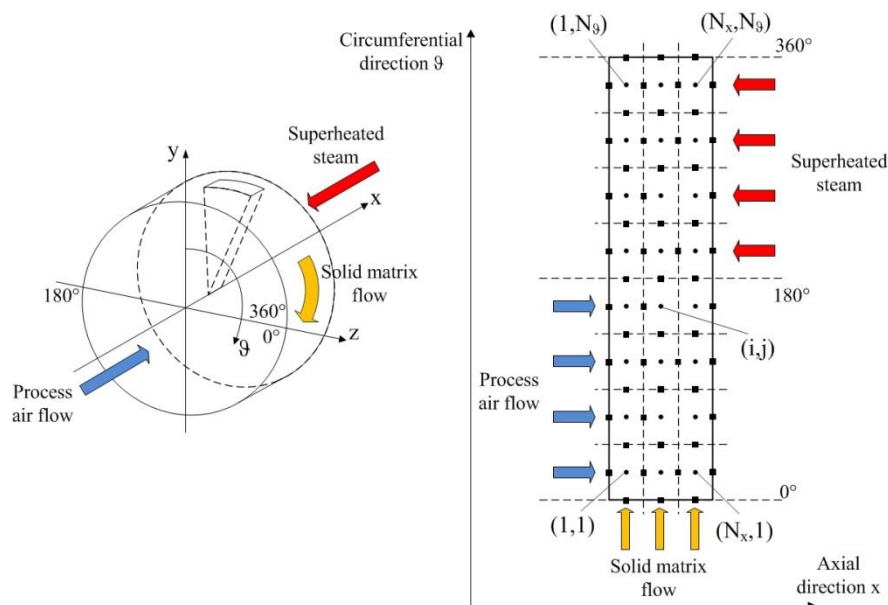 Superheated
steam
y
x
Solid matrix
flow
180°
360°
0°
z
ϑ
Process
air flow
Circumferential
direction ϑ
(1,Nϑ)
(Nx,Nϑ)
360°
Superheated
steam
180°
(i,j)
Process
air flow
0°
(1,1)
(Nx,1)
Solid matrix
flow
Axial
direction x